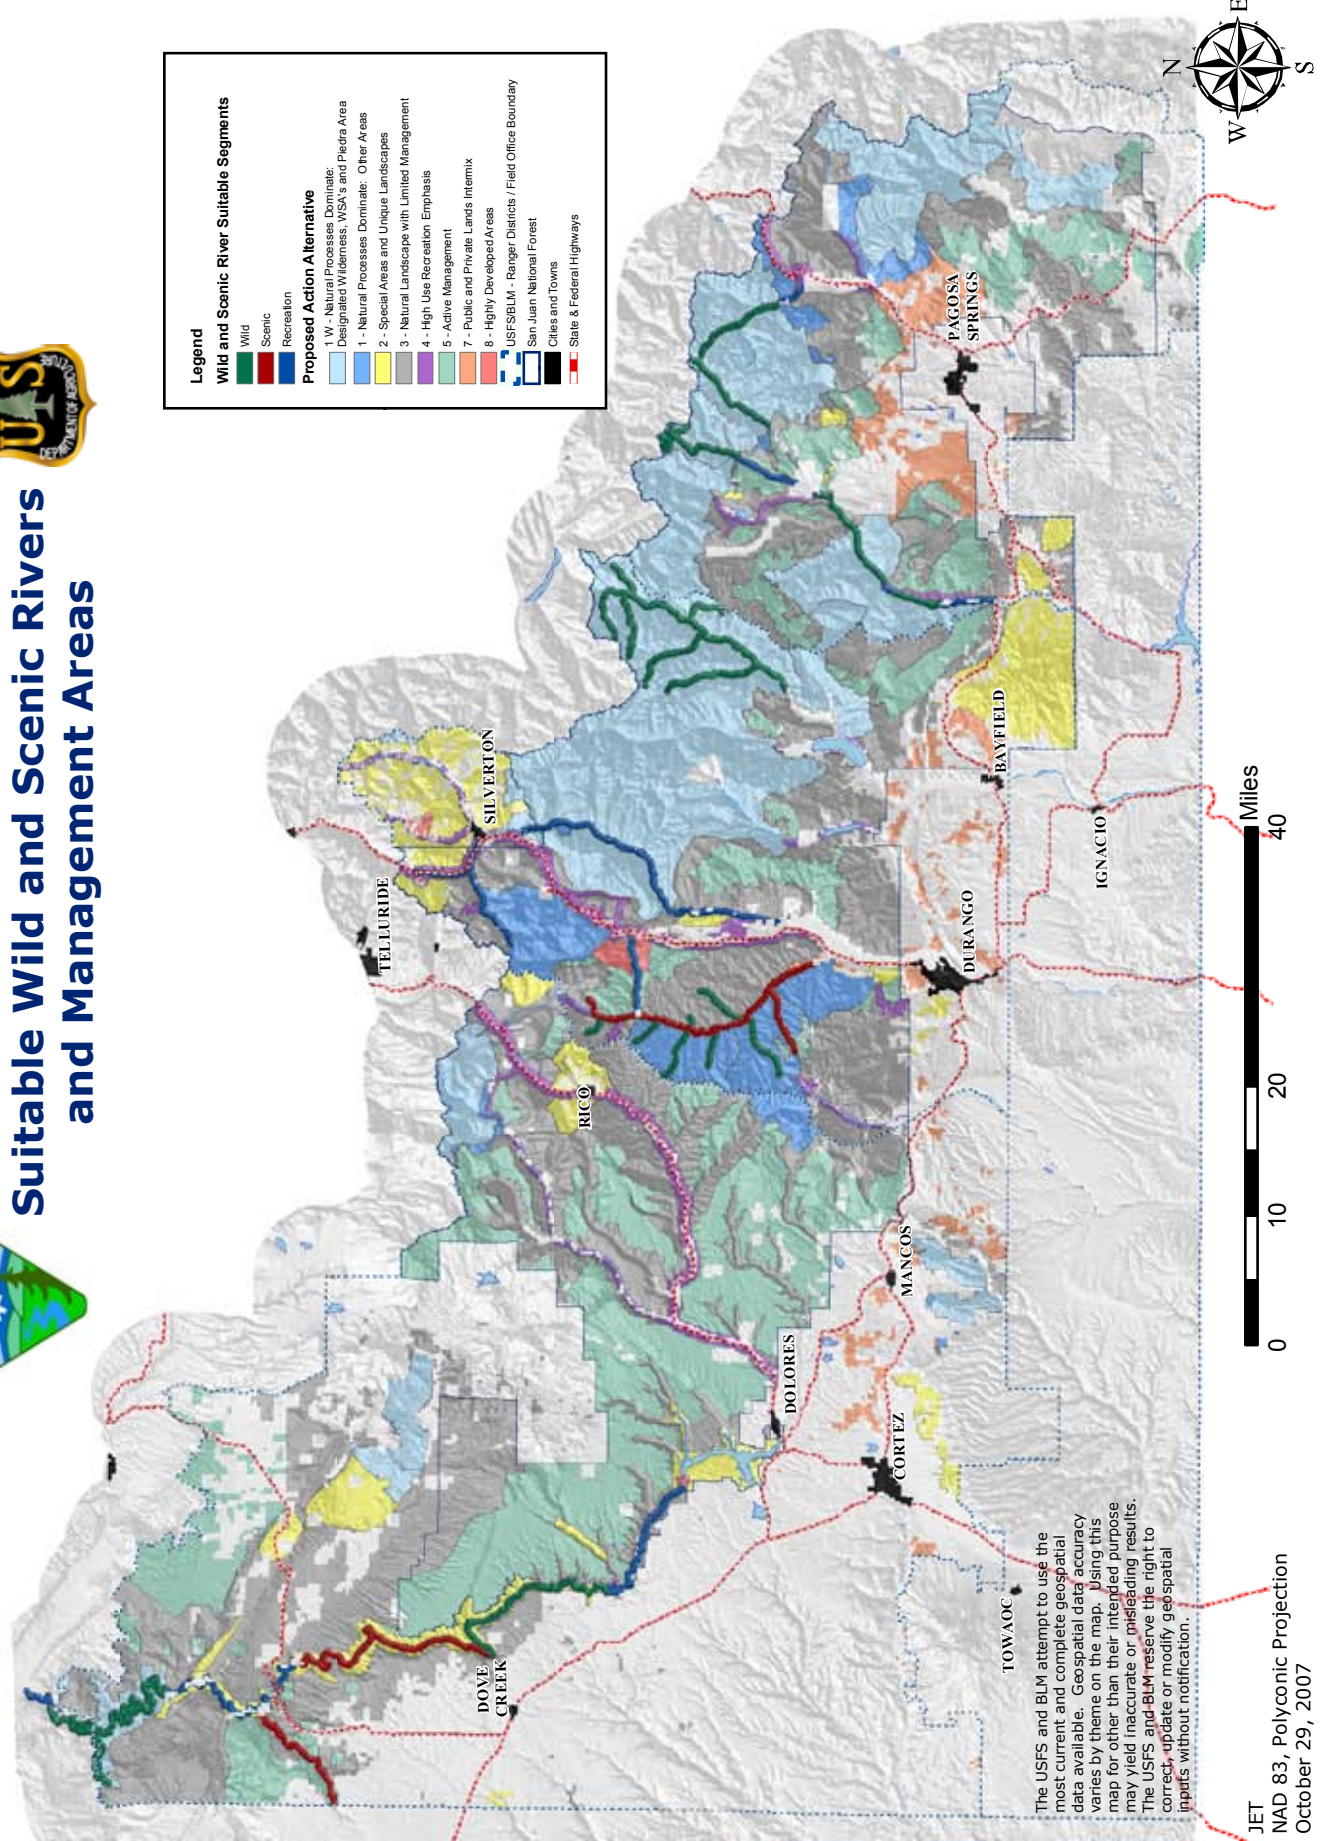 Suitable Wild and Scenic Rivers
and Management Areas
DEPARTMENT OF AGRICULTURE
Legend
Wild and Scenic River Suitable Segments
Wild
Scenic
Recreation
Proposed Action Alternative
1 W - Natural Processes Dominate:
Designated Wilderness, WSA's and Piedra Area
1 - Natural Processes Dominate: Other Areas
2 - Special Areas and Unique Landscapes
3 - Natural Landscape with Limited Management
4 - High Use Recreation Emphasis
5 - Active Management
7 - Public and Private Lands Intermix
8 - Highly Developed Areas
USFS/BLM - Ranger Districts / Field Office Boundary
San Juan National Forest
Cities and Towns
State & Federal Highways
TELLURIDE
SILVERTON
RICO
DOVE
CREEK
DOLORES
CORTEZ
MANCOS
TOWAOC
DURANGO
BAYFIELD
IGNACIO
PAGOSA
SPRINGS
N
E
S
W
0
10
20
40
Miles
The USFS and BLM attempt to use the
most current and complete geospatial
data available. Geospatial data accuracy
varies by theme on the map. Using this
map for other than their intended purpose
may yield inaccurate or misleading results.
The USFS and BLM reserve the right to
correct, update or modify geospatial
inputs without notification.
JET
NAD 83, Polyconic Projection
October 29, 2007